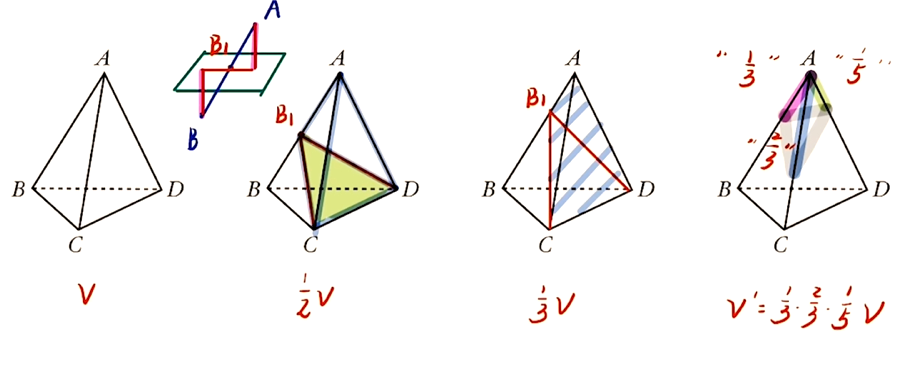 A
B₁
B
A
B
C
D
V
A
B₁
B
C
D
1/2 V
A
B₁
B
C
D
1/3 V
"1/3"
A
"1/5"
"2/3"
B
C
D
V' = 1/3 · 2/3 · 1/5 V